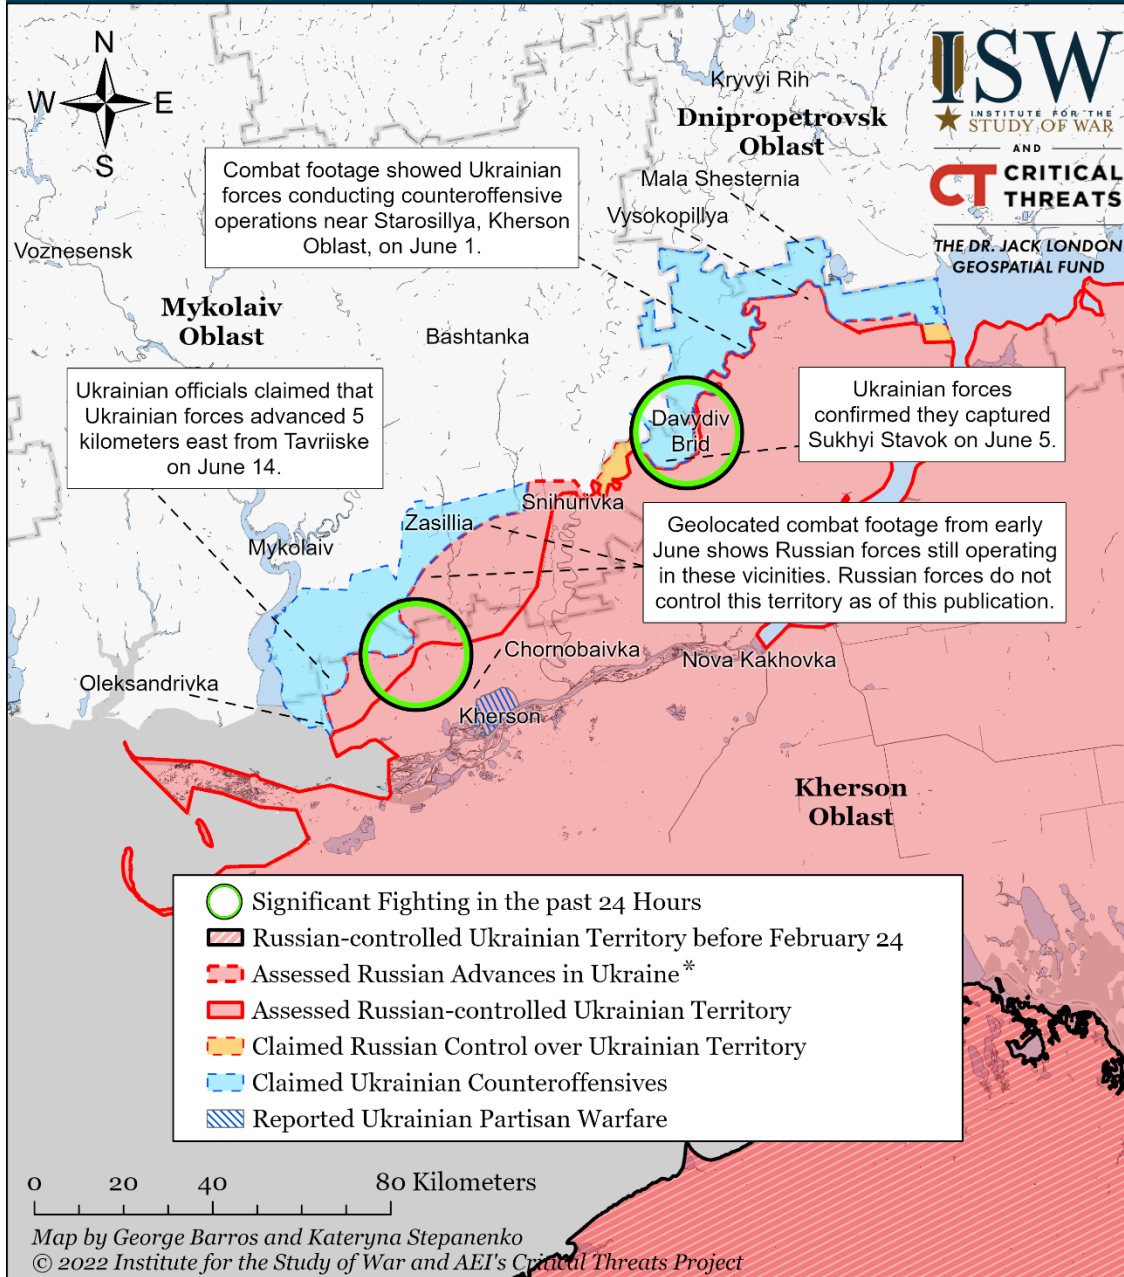 N
W
E
S
ISW
INSTITUTE FOR THE
STUDY OF WAR
AND
CT CRITICAL
THREATS
THE DR. JACK LONDON
GEOSPATIAL FUND
Kryvyi Rih
Dnipropetrovsk
Oblast
Mala Shesternia
Vysokopillya
Combat footage showed Ukrainian
forces conducting counteroffensive
operations near Starosillya, Kherson
Oblast, on June 1.
Voznesensk
Mykolaiv
Oblast
Bashtanka
Ukrainian officials claimed that
Ukrainian forces advanced 5
kilometers east from Tavriiske
on June 14.
Ukrainian forces
confirmed they captured
Sukhyi Stavok on June 5.
Davydiv
Brid
Snihurivka
Zasillia
Mykolaiv
Geolocated combat footage from early
June shows Russian forces still operating
in these vicinities. Russian forces do not
control this territory as of this publication.
Chornobaivka
Nova Kakhovka
Oleksandrivka
Kherson
Kherson
Oblast
Significant Fighting in the past 24 Hours
Russian-controlled Ukrainian Territory before February 24
Assessed Russian Advances in Ukraine*
Assessed Russian-controlled Ukrainian Territory
Claimed Russian Control over Ukrainian Territory
Claimed Ukrainian Counteroffensives
Reported Ukrainian Partisan Warfare
0 20 40 80 Kilometers
Map by George Barros and Kateryna Stepanenko
© 2022 Institute for the Study of War and AEI's Critical Threats Project